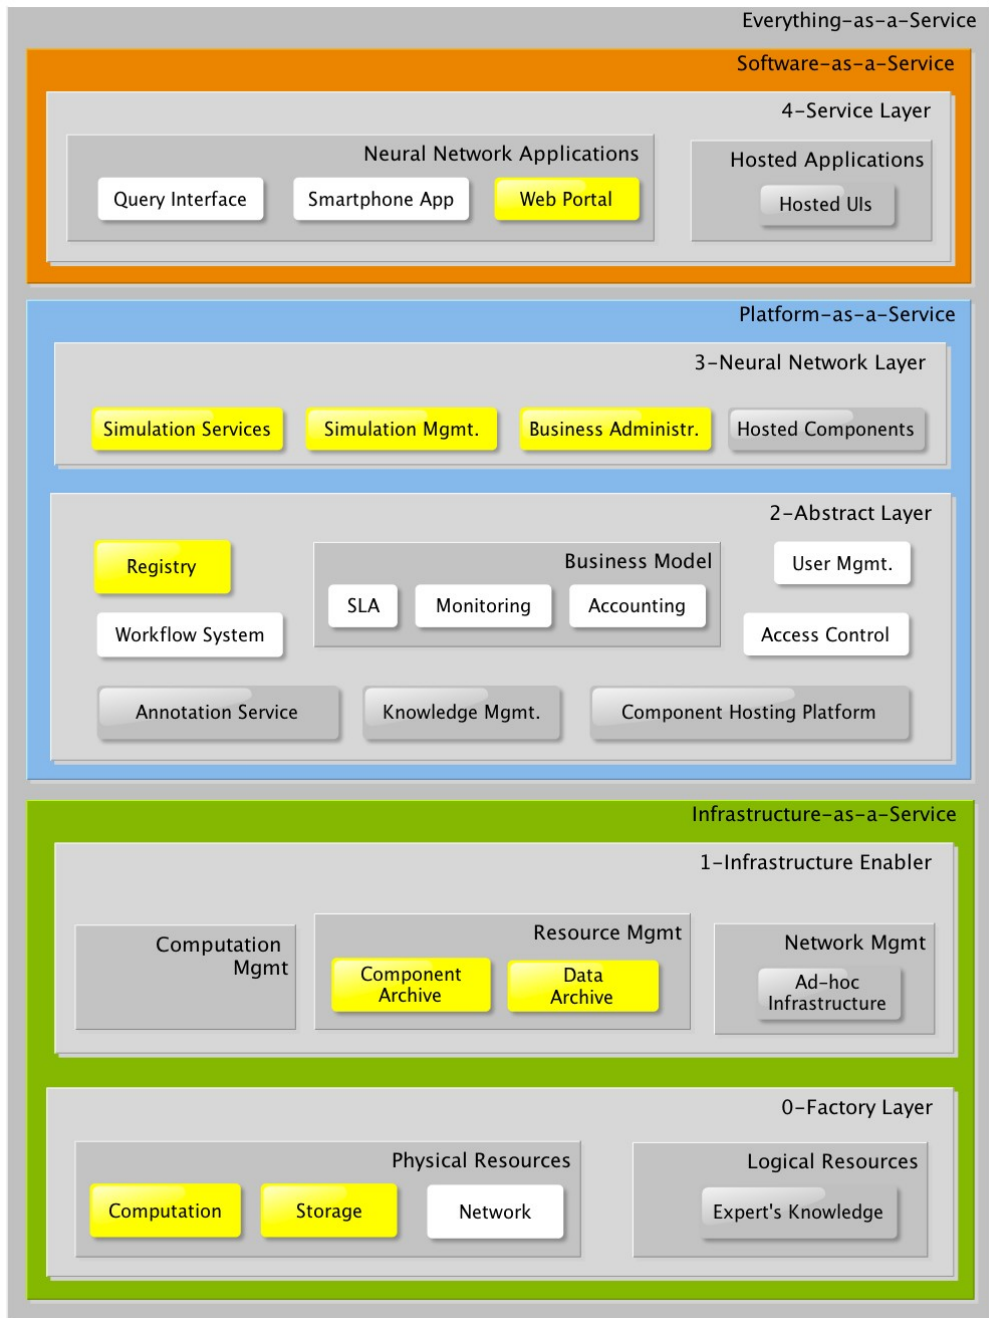 Everything-as-a-Service
Software-as-a-Service
4-Service Layer
Neural Network Applications
Query Interface
Smartphone App
Web Portal
Hosted Applications
Hosted UIs
Platform-as-a-Service
3-Neural Network Layer
Simulation Services
Simulation Mgmt.
Business Administr.
Hosted Components
2-Abstract Layer
Registry
Business Model
SLA
Monitoring
Accounting
User Mgmt.
Workflow System
Access Control
Annotation Service
Knowledge Mgmt.
Component Hosting Platform
Infrastructure-as-a-Service
1-Infrastructure Enabler
Computation
Mgmt
Resource Mgmt
Component
Archive
Data
Archive
Network Mgmt
Ad-hoc
Infrastructure
0-Factory Layer
Physical Resources
Computation
Storage
Network
Logical Resources
Expert's Knowledge